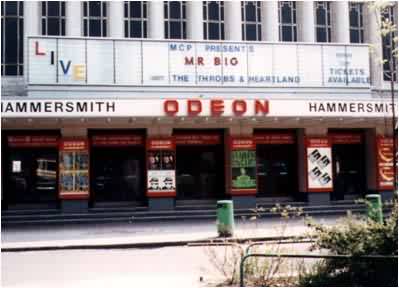 LIVE
MCP PRESENTS
MR BIG
THE THROBS & HEARTLAND
TICKETS
AVAILABLE
HAMMERSMITH ODEON HAMMERSMITH